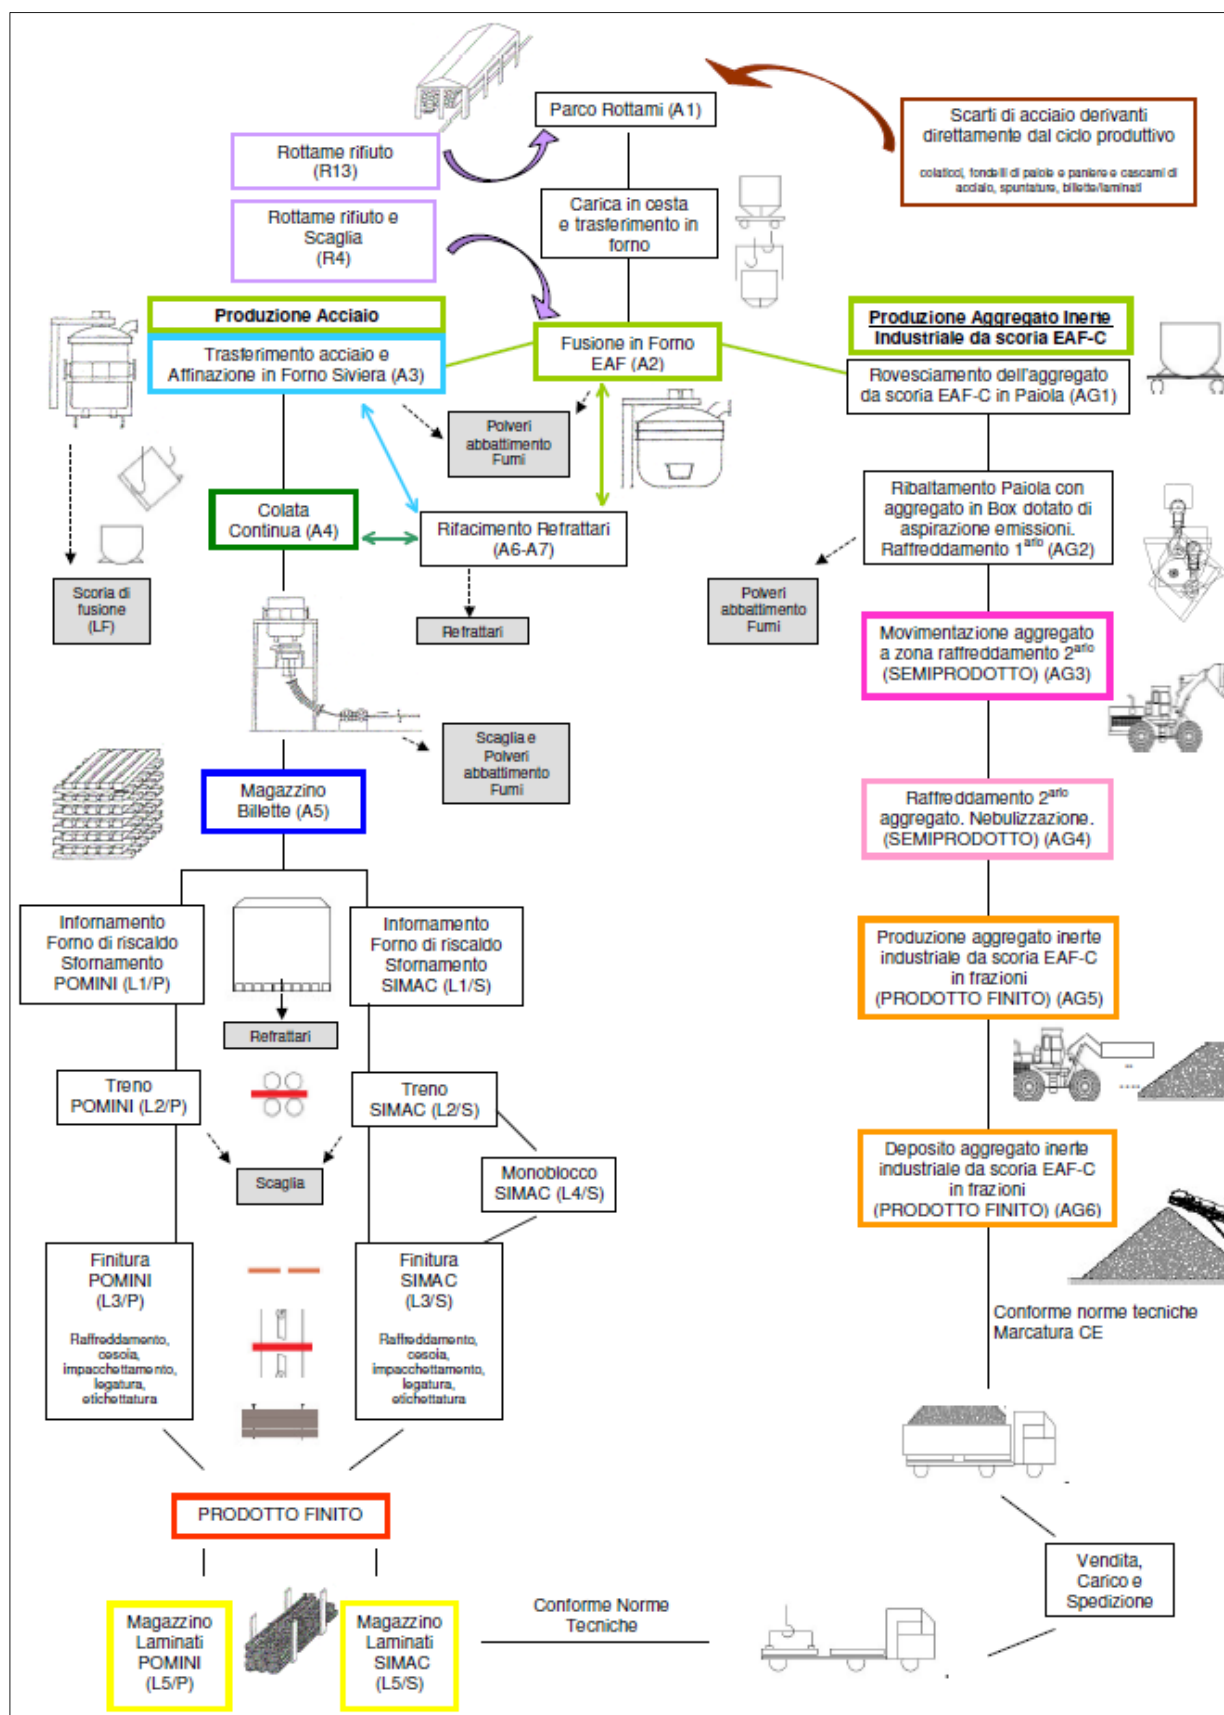 Parco Rottami (A1)
Scarti di acciaio derivanti
direttamente dal ciclo produttivo
colaticci, fondelli di paiole e paniere e cascami di
acciaio, spuntature, billette/laminati
Rottame rifiuto
(R13)
Rottame rifiuto e
Scaglia
(R4)
Carica in cesta
e trasferimento in
forno
Produzione Acciaio
Trasferimento acciaio e
Affinazione in Forno Siviera (A3)
Fusione in Forno
EAF (A2)
Produzione Aggregato Inerte
Industriale da scoria EAF-C
Rovesciamento dell'aggregato
da scoria EAF-C in Paiola (AG1)
Polveri
abbattimento
Fumi
Colata
Continua (A4)
Rifacimento Refrattari
(A6-A7)
Ribaltamento Paiola con
aggregato in Box dotato di
aspirazione emissioni.
Raffreddamento 1ario (AG2)
Scoria di
fusione
(LF)
Refrattari
Polveri
abbattimento
Fumi
Movimentazione aggregato
a zona raffreddamento 2ario
(SEMIPRODOTTO) (AG3)
Scaglia e
Polveri
abbattimento
Fumi
Magazzino
Billette (A5)
Raffreddamento 2ario
aggregato. Nebulizzazione.
(SEMIPRODOTTO) (AG4)
Infornamento
Forno di riscaldo
Sfornamento
POMINI (L1/P)
Infornamento
Forno di riscaldo
Sfornamento
SIMAC (L1/S)
Produzione aggregato inerte
industriale da scoria EAF-C
in frazioni
(PRODOTTO FINITO) (AG5)
Refrattari
Treno
POMINI (L2/P)
Treno
SIMAC (L2/S)
Scaglia
Monoblocco
SIMAC (L4/S)
Deposito aggregato inerte
industriale da scoria EAF-C
in frazioni
(PRODOTTO FINITO) (AG6)
Finitura
POMINI
(L3/P)
Raffreddamento,
cesoia,
impacchettamento,
legatura,
etichettatura
Finitura
SIMAC
(L3/S)
Raffreddamento,
cesoia,
impacchettamento,
legatura,
etichettatura
Conforme norme tecniche
Marcatura CE
PRODOTTO FINITO
Vendita,
Carico e
Spedizione
Magazzino
Laminati
POMINI
(L5/P)
Magazzino
Laminati
SIMAC
(L5/S)
Conforme Norme
Tecniche